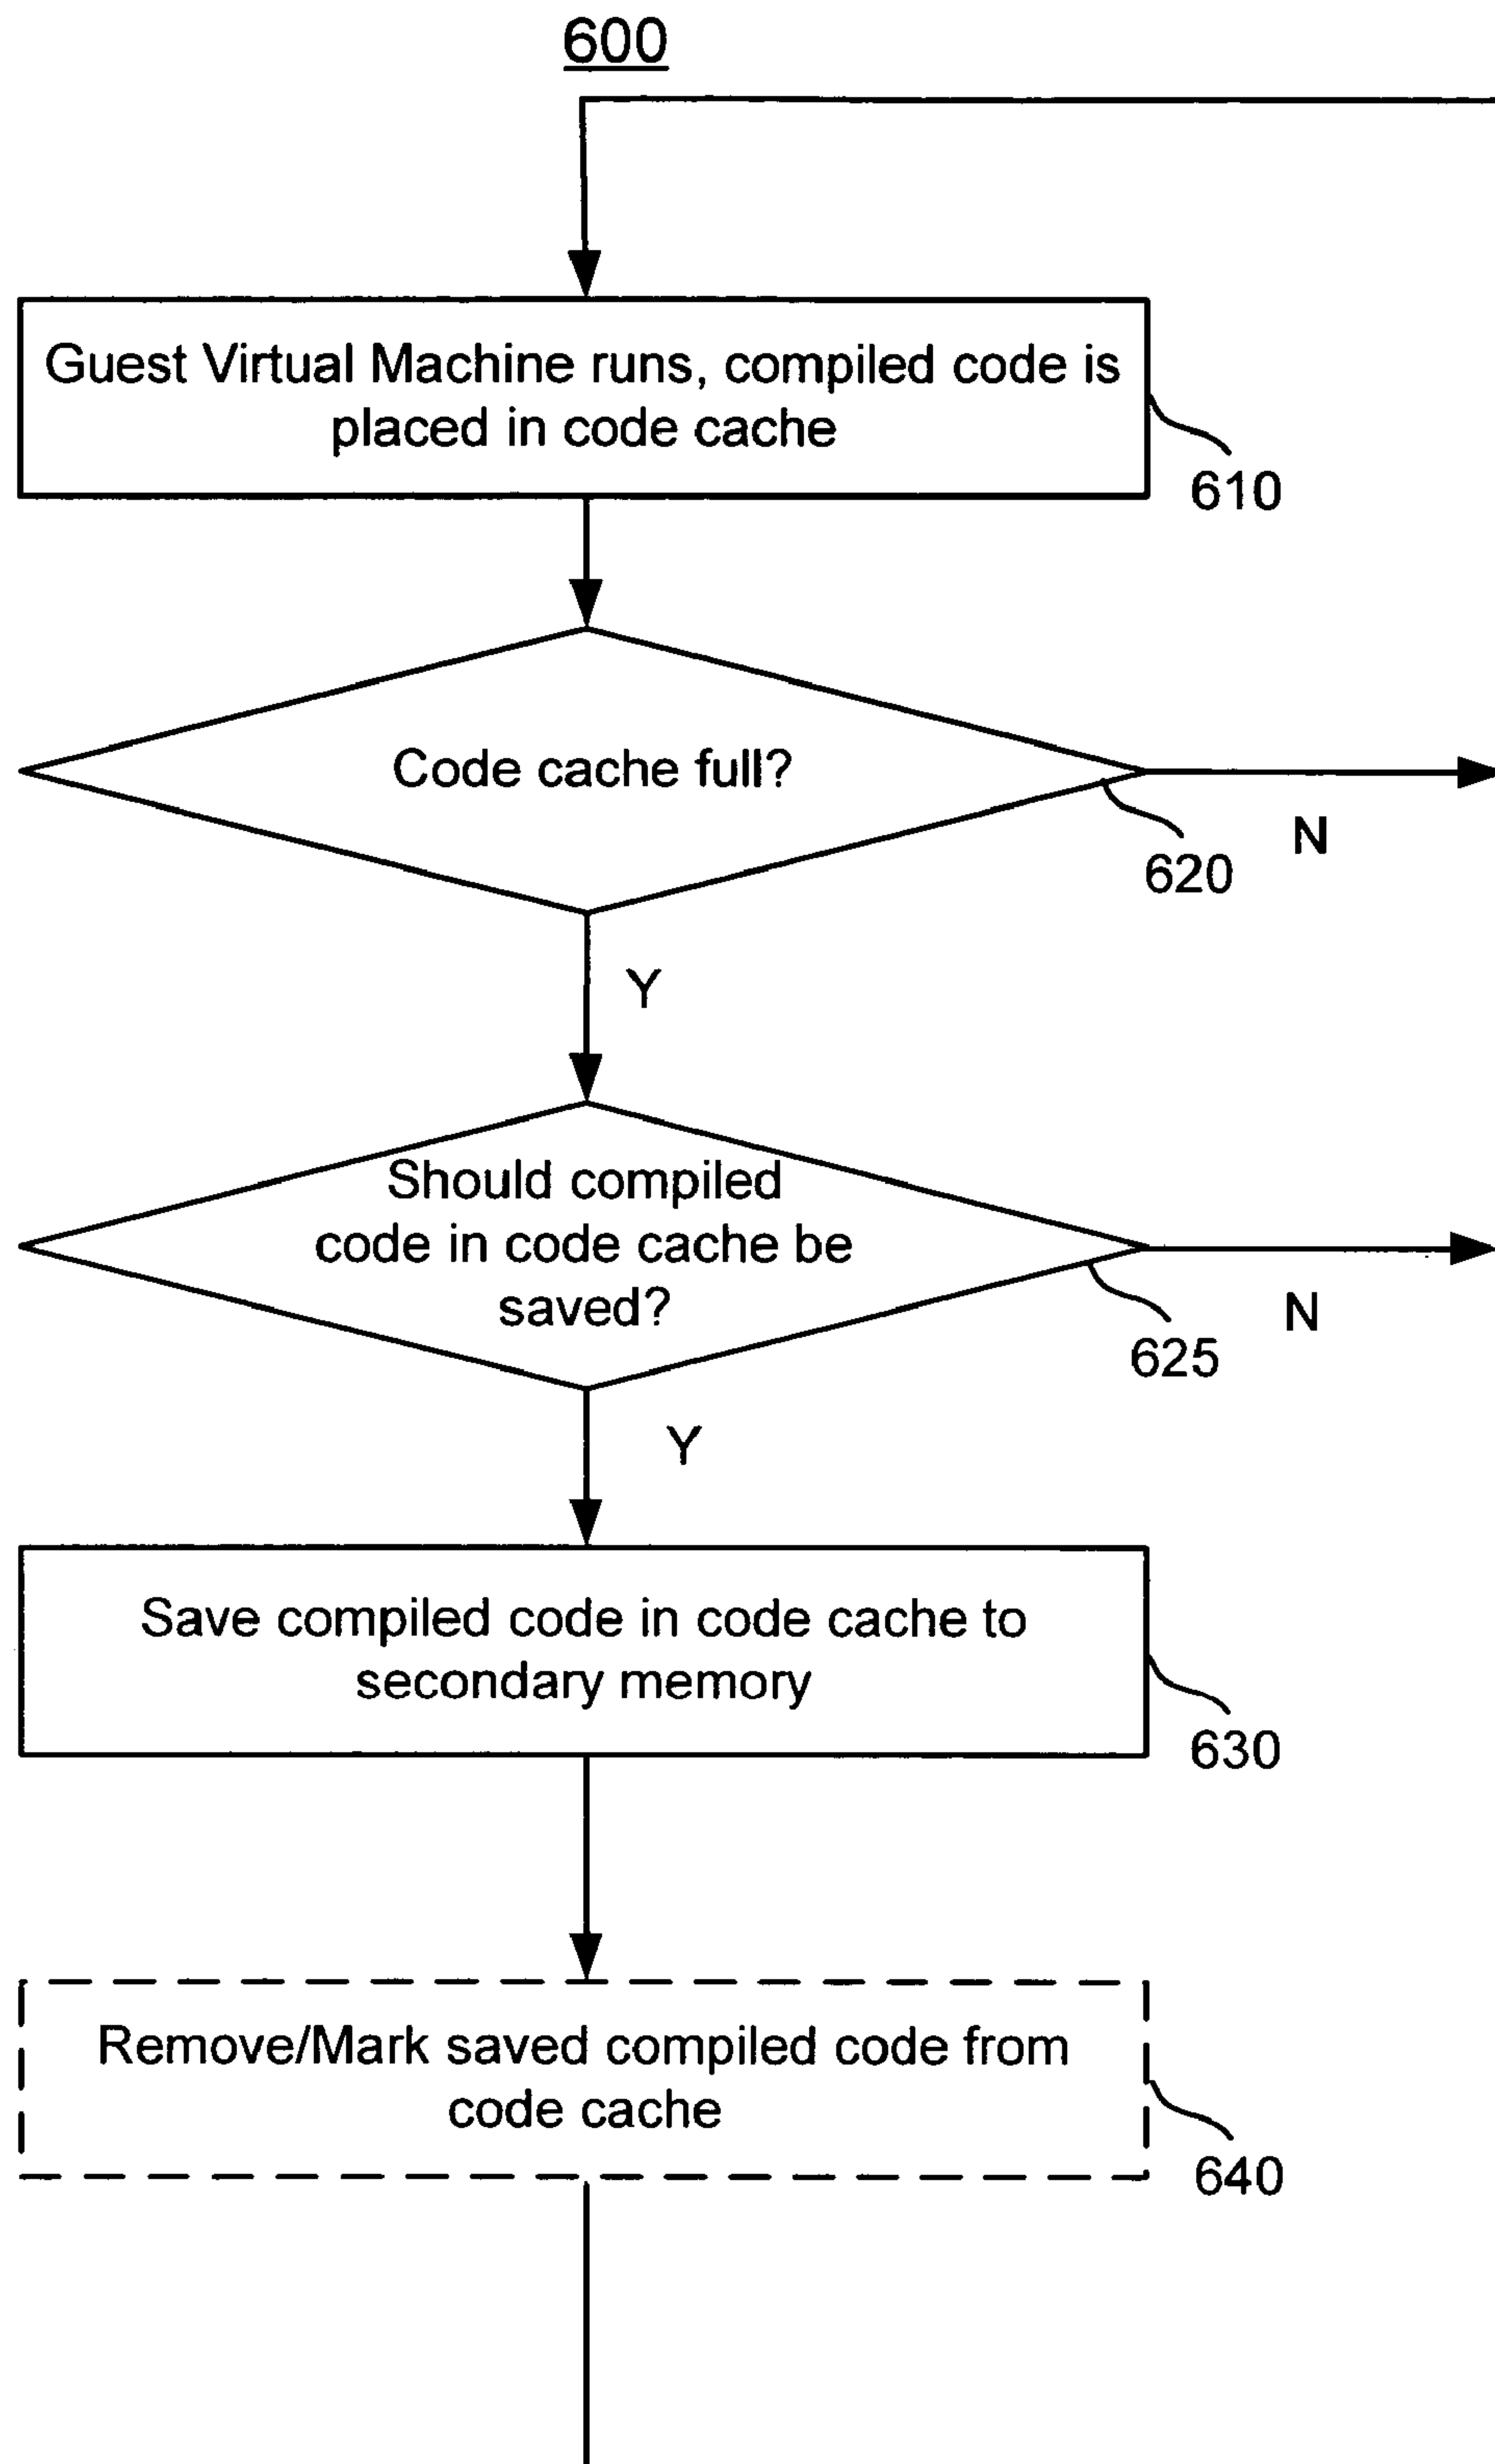 600
Guest Virtual Machine runs, compiled code is
placed in code cache
610
Code cache full?
620
N
Y
Should compiled
code in code cache be
saved?
625
N
Y
Save compiled code in code cache to
secondary memory
630
Remove/Mark saved compiled code from
code cache
640